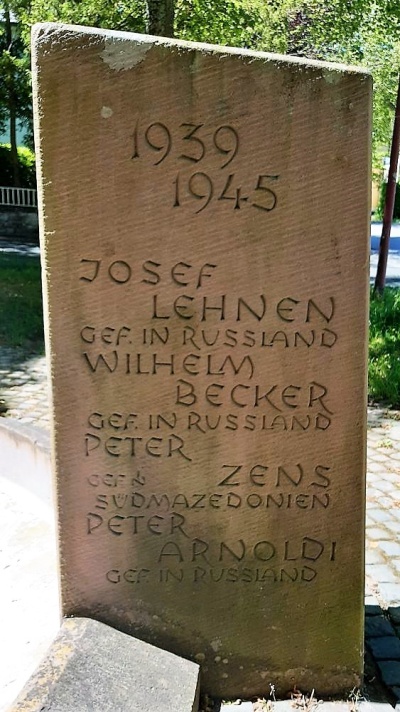 1939
1945
JOSEF
LEHNEN
GEF. IN RUSSLAND
WILHELM
BECKER
GEF. IN RUSSLAND
PETER
ZENS
GEF.
SÜDMAZEDONIEN
PETER
ARNOLDI
GEF. IN RUSSLAND